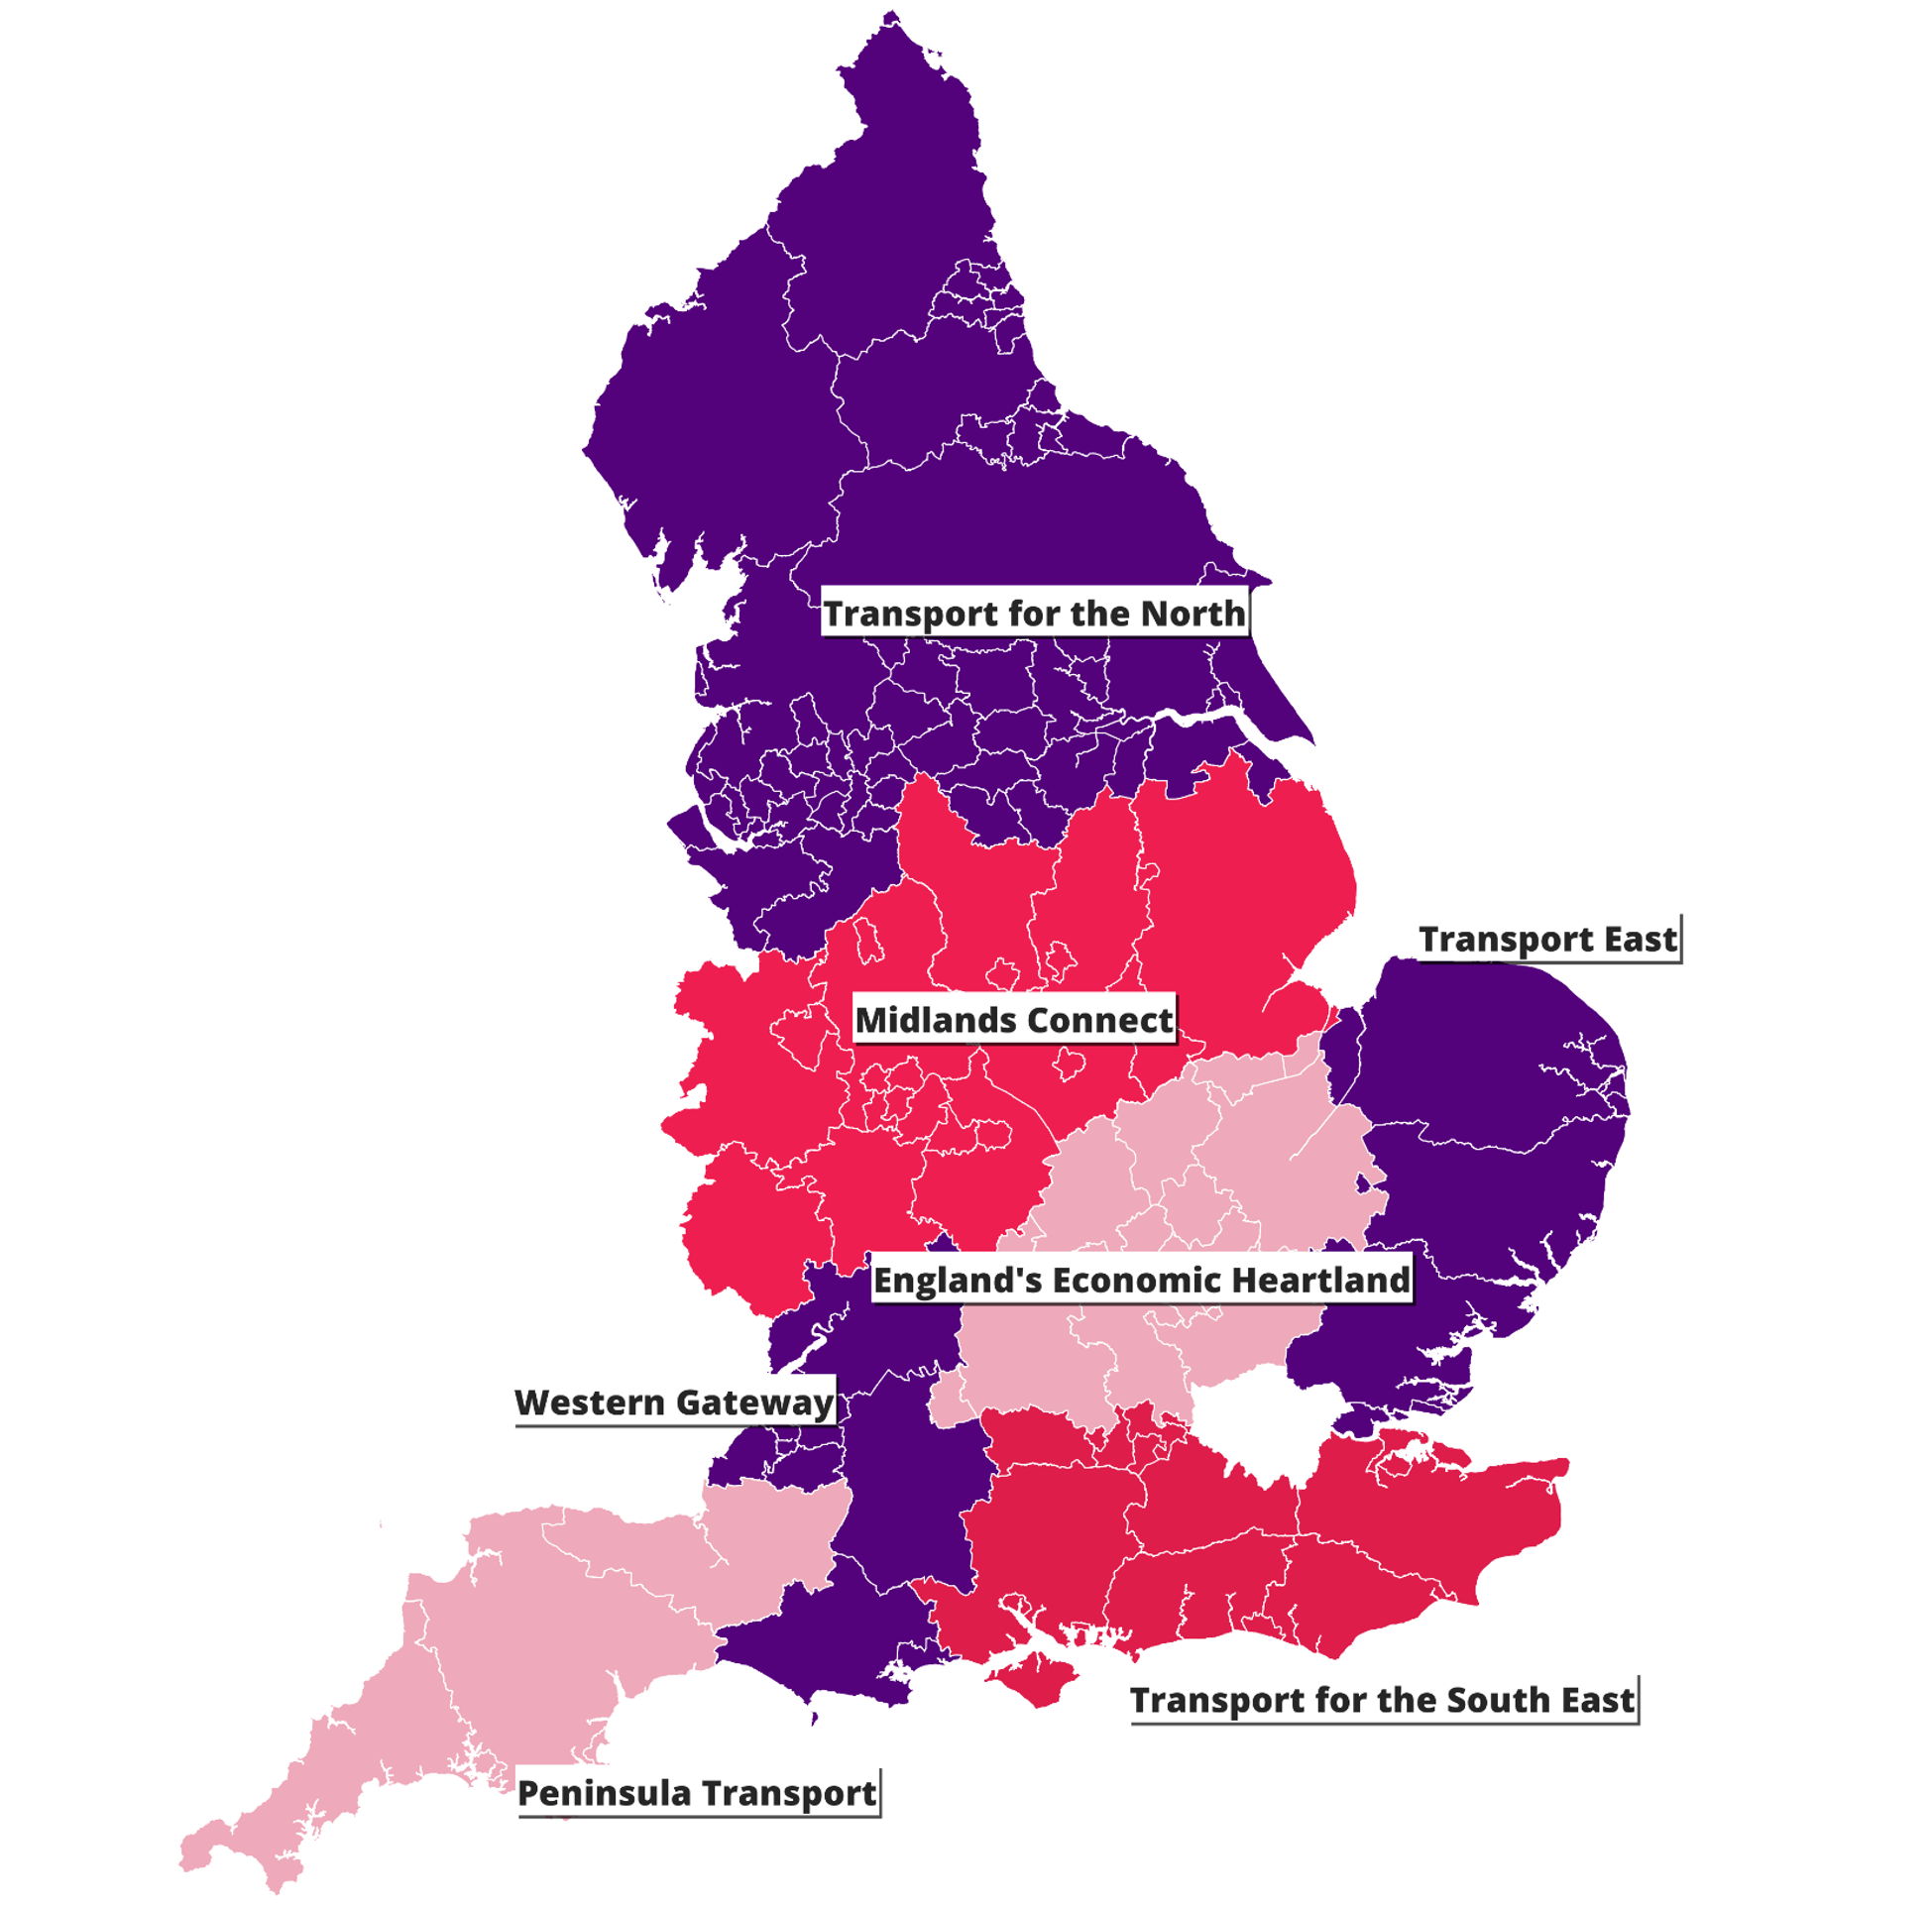 Transport for the North
Transport East
Midlands Connect
England's Economic Heartland
Western Gateway
Transport for the South East
Peninsula Transport